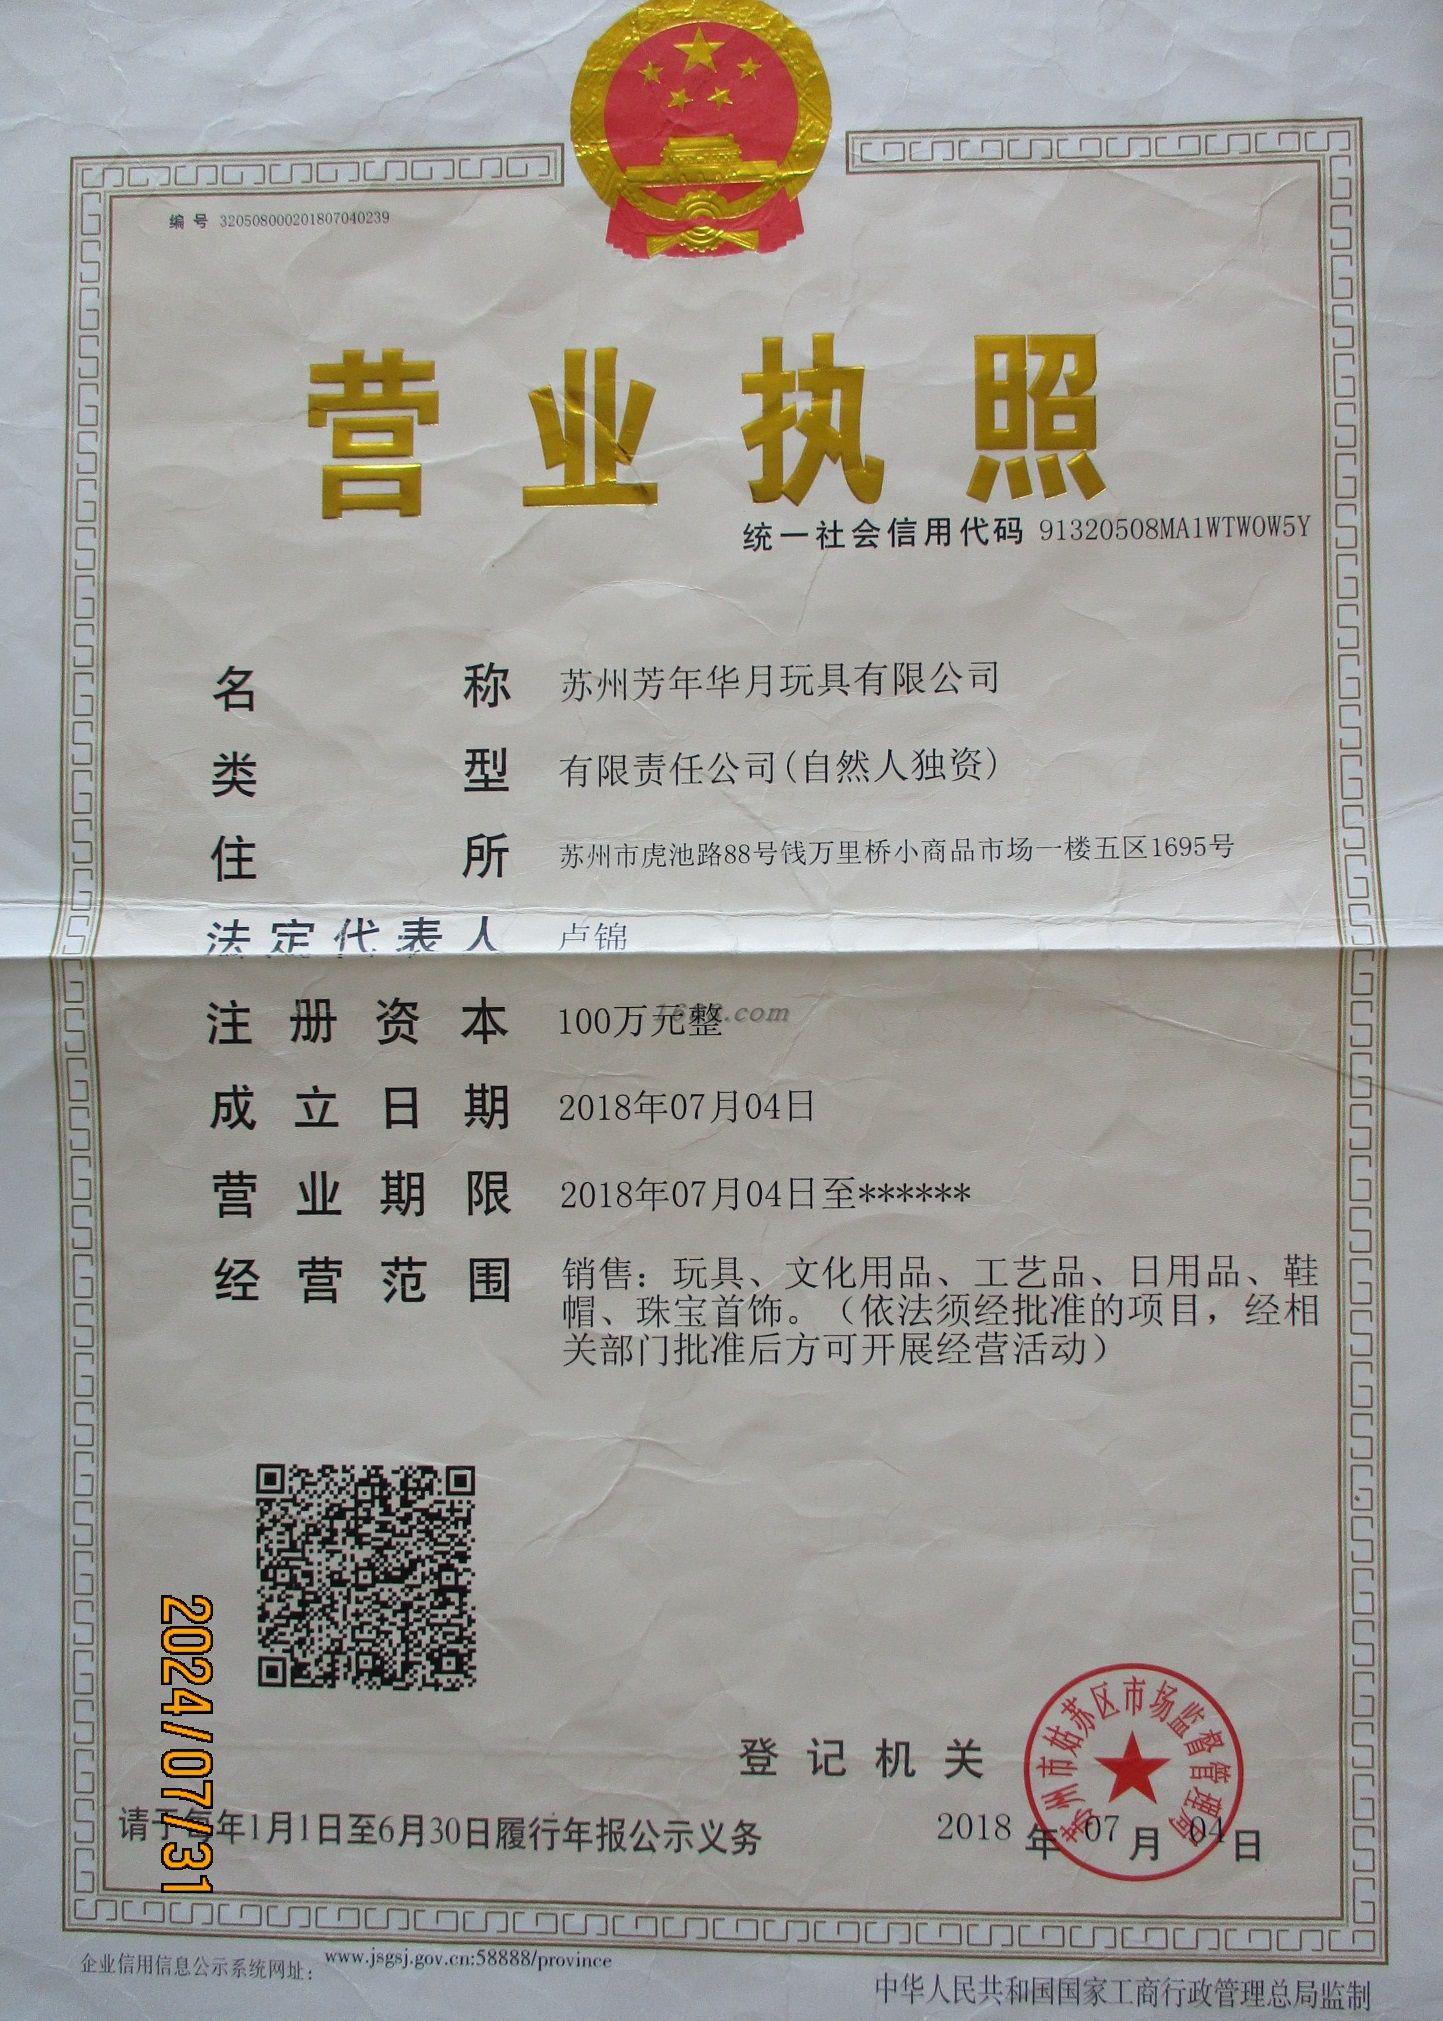 编 号 320508000201807040239
营业执照
统一社会信用代码 91320508MA1WTWOW5Y
名 称 苏州芳年华月玩具有限公司
类 型 有限责任公司(自然人独资)
住 所 苏州市虎池路88号钱万里桥小商品市场一楼五区1695号
法定代表人 卢锦
注册资本 100万元整
1688.com
成立日期 2018年07月04日
营业期限 2018年07月04日至******
经营范围 销售：玩具、文化用品、工艺品、日用品、鞋
帽、珠宝首饰。（依法须经批准的项目，经相
关部门批准后方可开展经营活动）
2024/07/31
登记机关
苏州市姑苏区市场监督管理局
2018 年 07 月 04 日
请于每年1月1日至6月30日履行年报公示义务
企业信用信息公示系统网址： www.jsgsj.gov.cn:58888/province
中华人民共和国国家工商行政管理总局监制